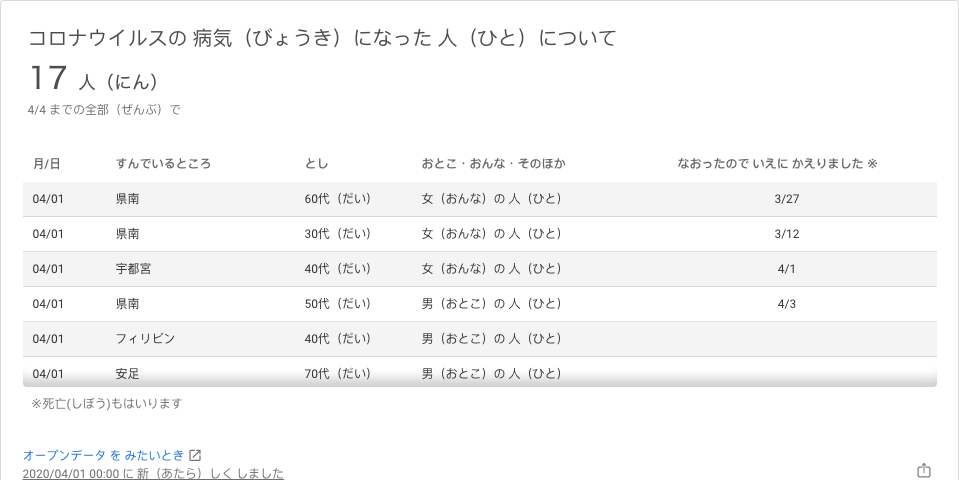 コロナウイルスの 病気（びょうき）になった 人（ひと）について
17 人（にん）
4/4 までの全部（ぜんぶ）で
月/日 すんでいるところ とし おとこ・おんな・そのほか なおったので いえに かえりました ※
04/01 県南 60代（だい） 女（おんな）の 人（ひと） 3/27
04/01 県南 30代（だい） 女（おんな）の 人（ひと） 3/12
04/01 宇都宮 40代（だい） 女（おんな）の 人（ひと） 4/1
04/01 県南 50代（だい） 男（おとこ）の 人（ひと） 4/3
04/01 フィリピン 40代（だい） 男（おとこ）の 人（ひと）
04/01 安足 70代（だい） 男（おとこ）の 人（ひと）
※死亡(しぼう)もはいります
オープンデータ を みたいとき
2020/04/01 00:00 に 新（あたら）しく しました